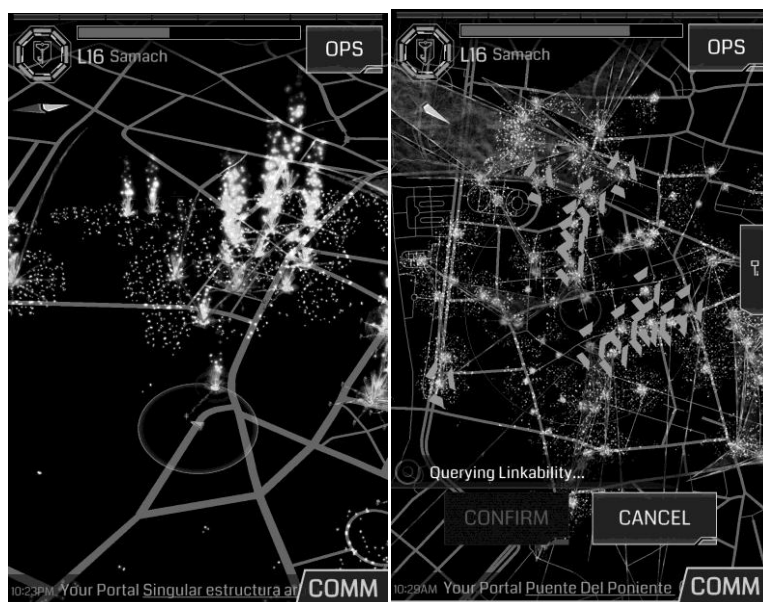 L16 Samach
OPS
10:23PM Your Portal Singular estructura
COMM
L16 Samach
OPS
Querying Linkability...
CONFIRM
CANCEL
10:29AM Your Portal Puente Del Poniente
COMM